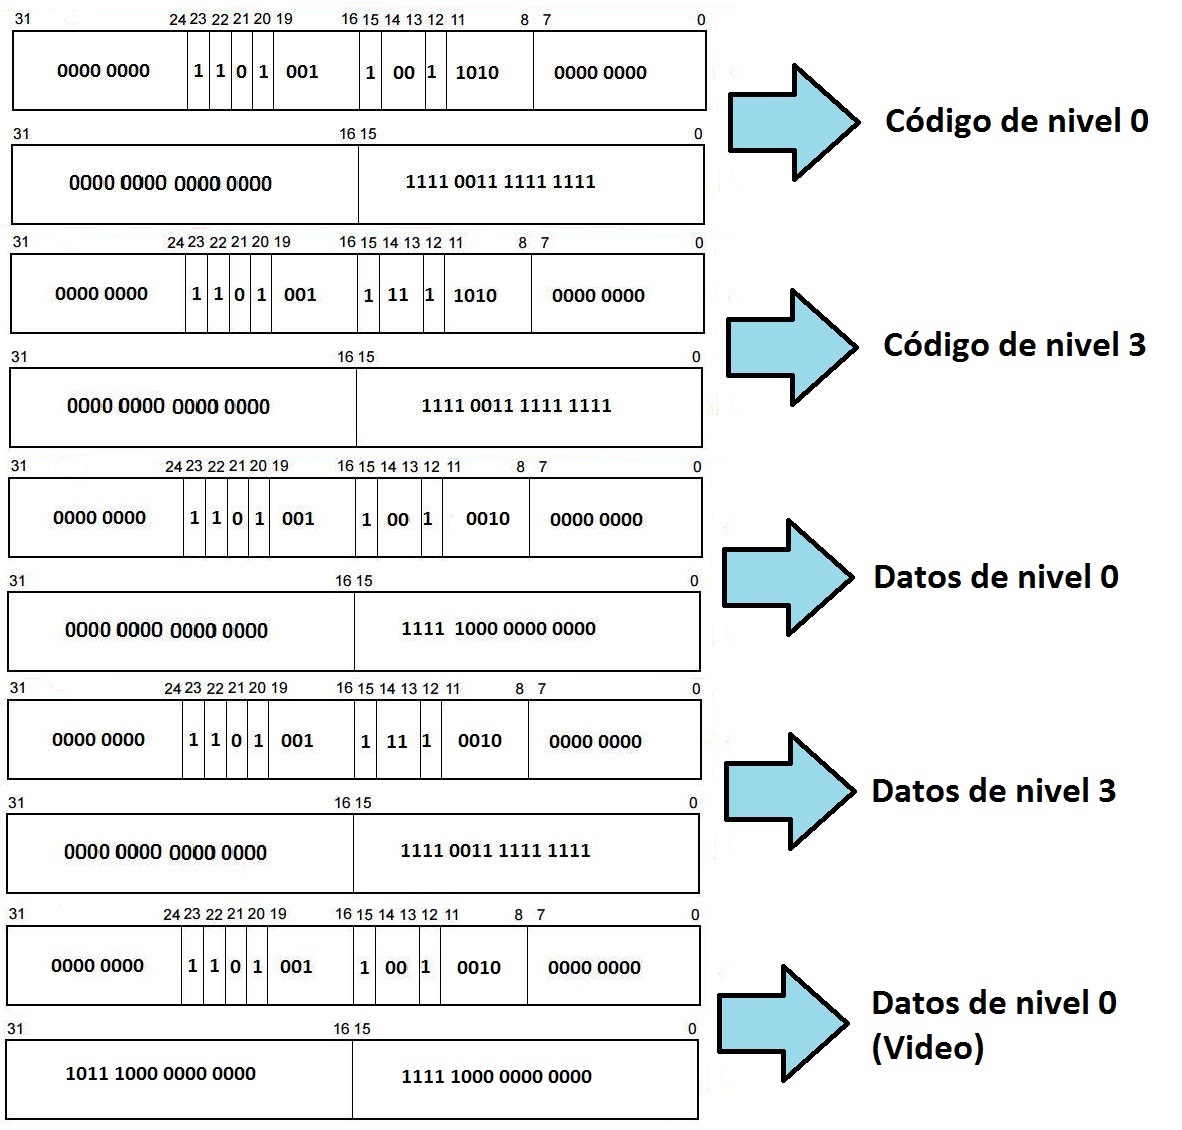 31 24 23 22 21 20 19 16 15 14 13 12 11 8 7 0
0000 0000 1 1 0 1 001 1 00 1 1010 0000 0000
Código de nivel 0
31 16 15 0
0000 0000 0000 0000 1111 0011 1111 1111
31 24 23 22 21 20 19 16 15 14 13 12 11 8 7 0
0000 0000 1 1 0 1 001 1 11 1 1010 0000 0000
Código de nivel 3
31 16 15 0
0000 0000 0000 0000 1111 0011 1111 1111
31 24 23 22 21 20 19 16 15 14 13 12 11 8 7 0
0000 0000 1 1 0 1 001 1 00 1 0010 0000 0000
Datos de nivel 0
31 16 15 0
0000 0000 0000 0000 1111 1000 0000 0000
31 24 23 22 21 20 19 16 15 14 13 12 11 8 7 0
0000 0000 1 1 0 1 001 1 11 1 0010 0000 0000
Datos de nivel 3
31 16 15 0
0000 0000 0000 0000 1111 0011 1111 1111
31 24 23 22 21 20 19 16 15 14 13 12 11 8 7 0
0000 0000 1 1 0 1 001 1 00 1 0010 0000 0000
Datos de nivel 0
(Video)
31 16 15 0
1011 1000 0000 0000 1111 1000 0000 0000